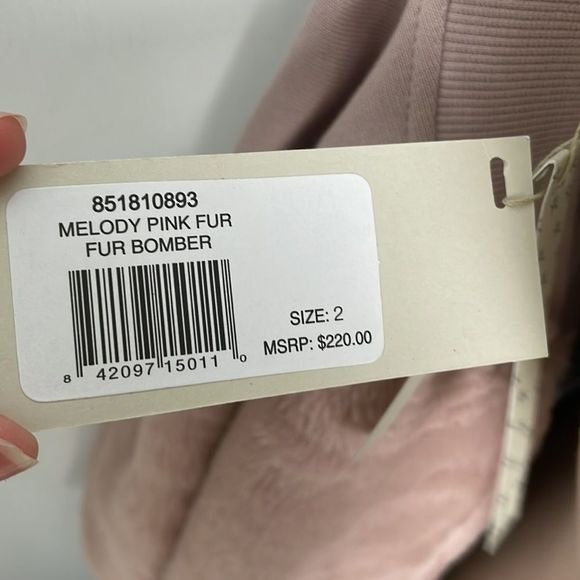 851810893
MELODY PINK FUR
FUR BOMBER
SIZE: 2
MSRP: $220.00
8 42097 15011 0